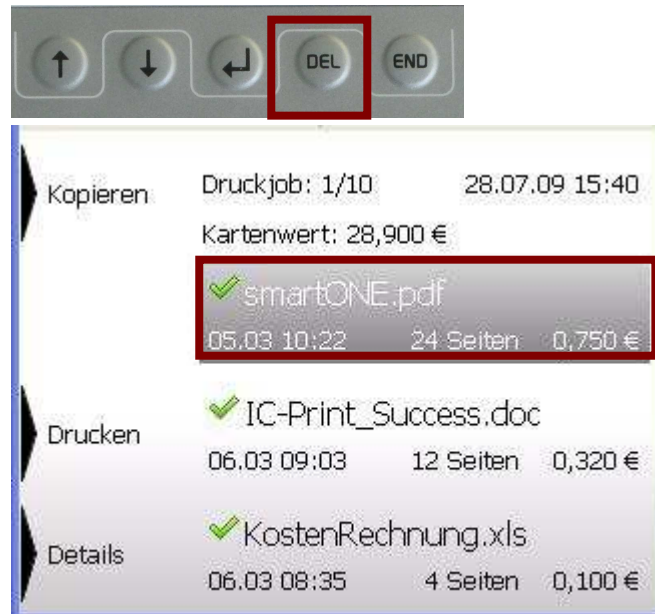 DEL END
Kopieren
Druckjob: 1/10 28.07.09 15:40
Kartenwert: 28,900 €
smartONE.pdf
05.03 10:22 24 Seiten 0,750 €
Drucken
IC-Print_Success.doc
06.03 09:03 12 Seiten 0,320 €
Details
KostenRechnung.xls
06.03 08:35 4 Seiten 0,100 €